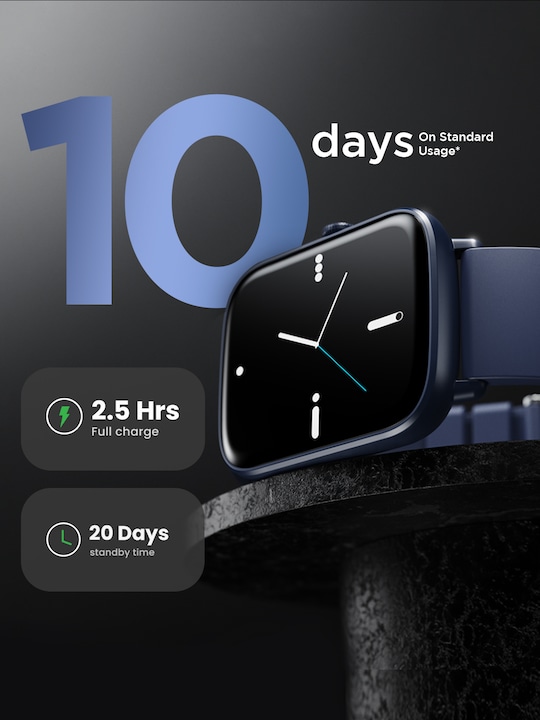 10
days
On Standard
Usage*
2.5 Hrs
Full charge
20 Days
standby time